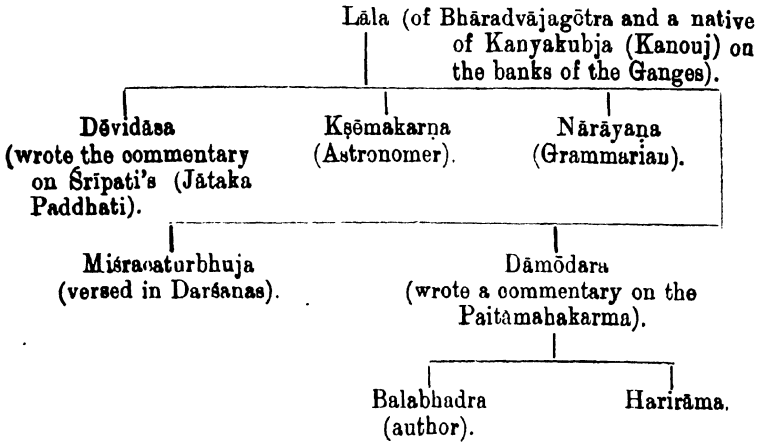 Lāla (of Bhāradvājagōtra and a native
of Kanyakubja (Kanouj) on
the banks of the Ganges).
Dēvidāsa
(wrote the commentary
on Śrīpati's (Jātaka
Paddhati).
Kṣēmakarṇa
(Astronomer).
Nārāyaṇa
(Grammarian).
Miśracaturbhuja
(versed in Darśanas).
Dāmōdara
(wrote a commentary on the
Paitāmahakarma).
Balabhadra
(author).
Harirāma.